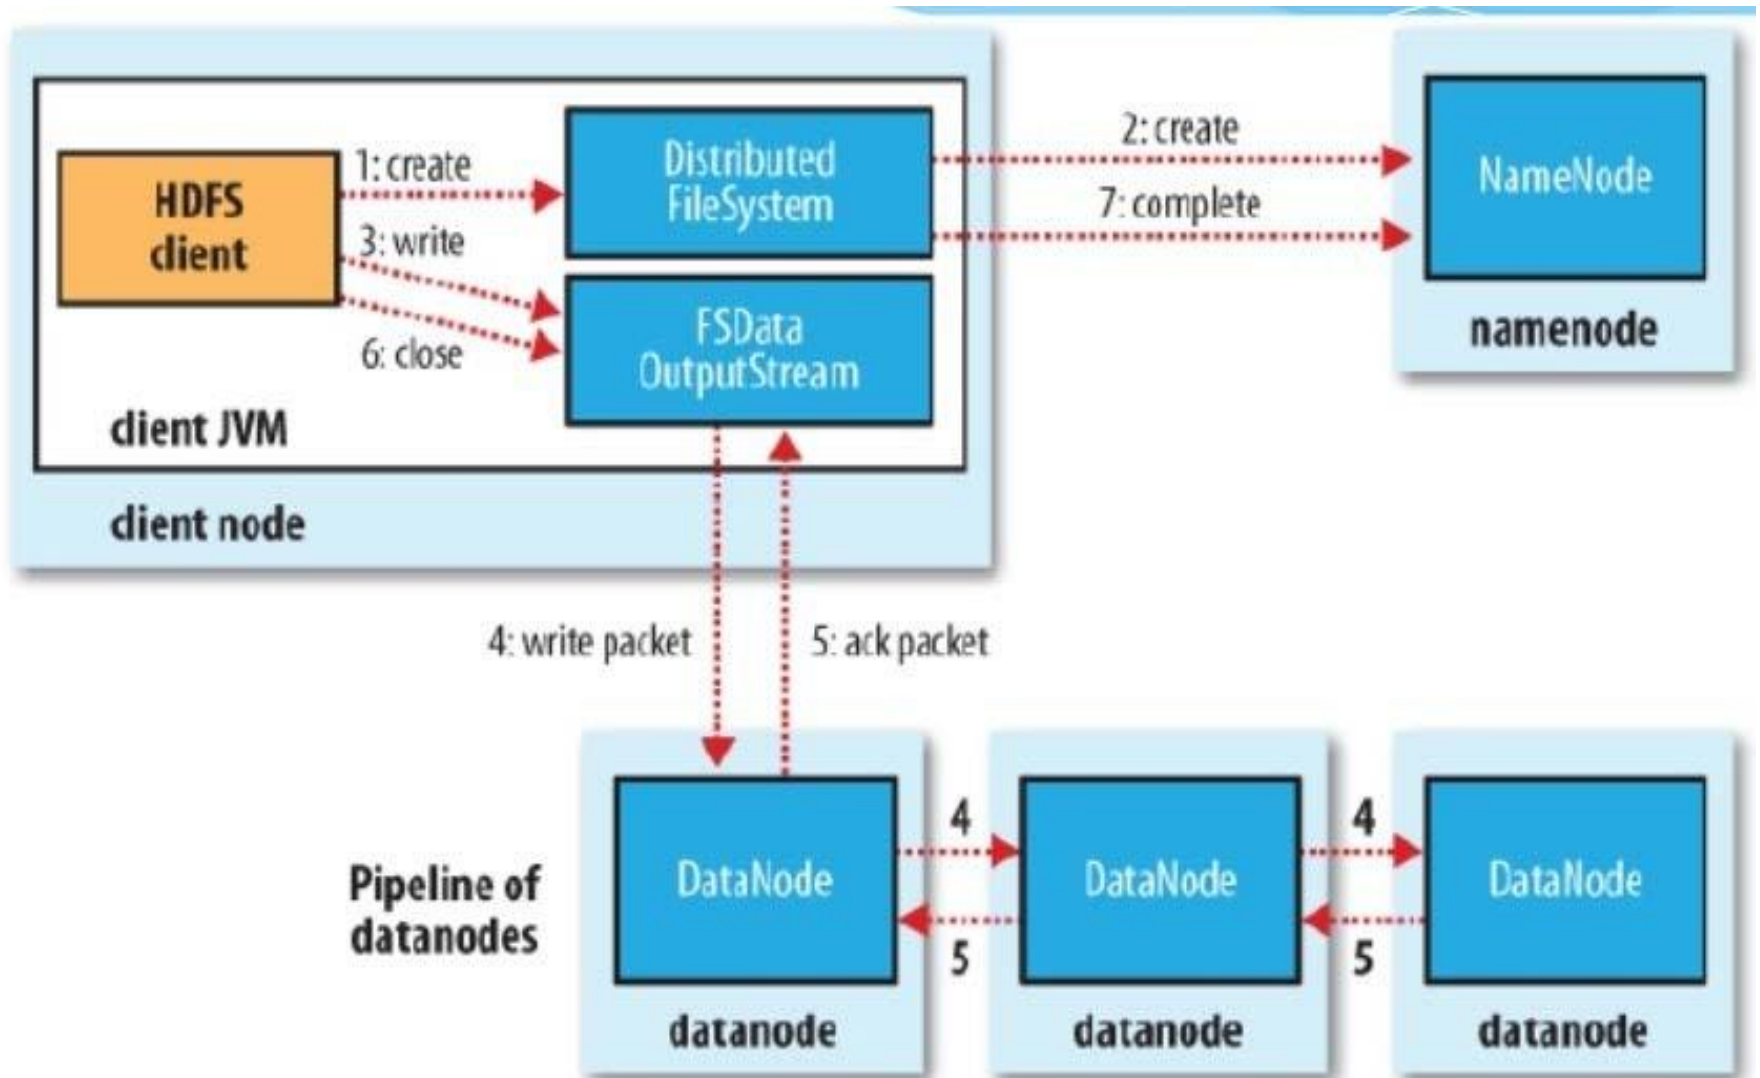 HDFS
client
1: create
3: write
6: close
Distributed
FileSystem
FSData
OutputStream
client JVM
client node
2: create
7: complete
NameNode
namenode
4: write packet
5: ack packet
Pipeline of
datanodes
DataNode
datanode
4
5
DataNode
datanode
4
5
DataNode
datanode